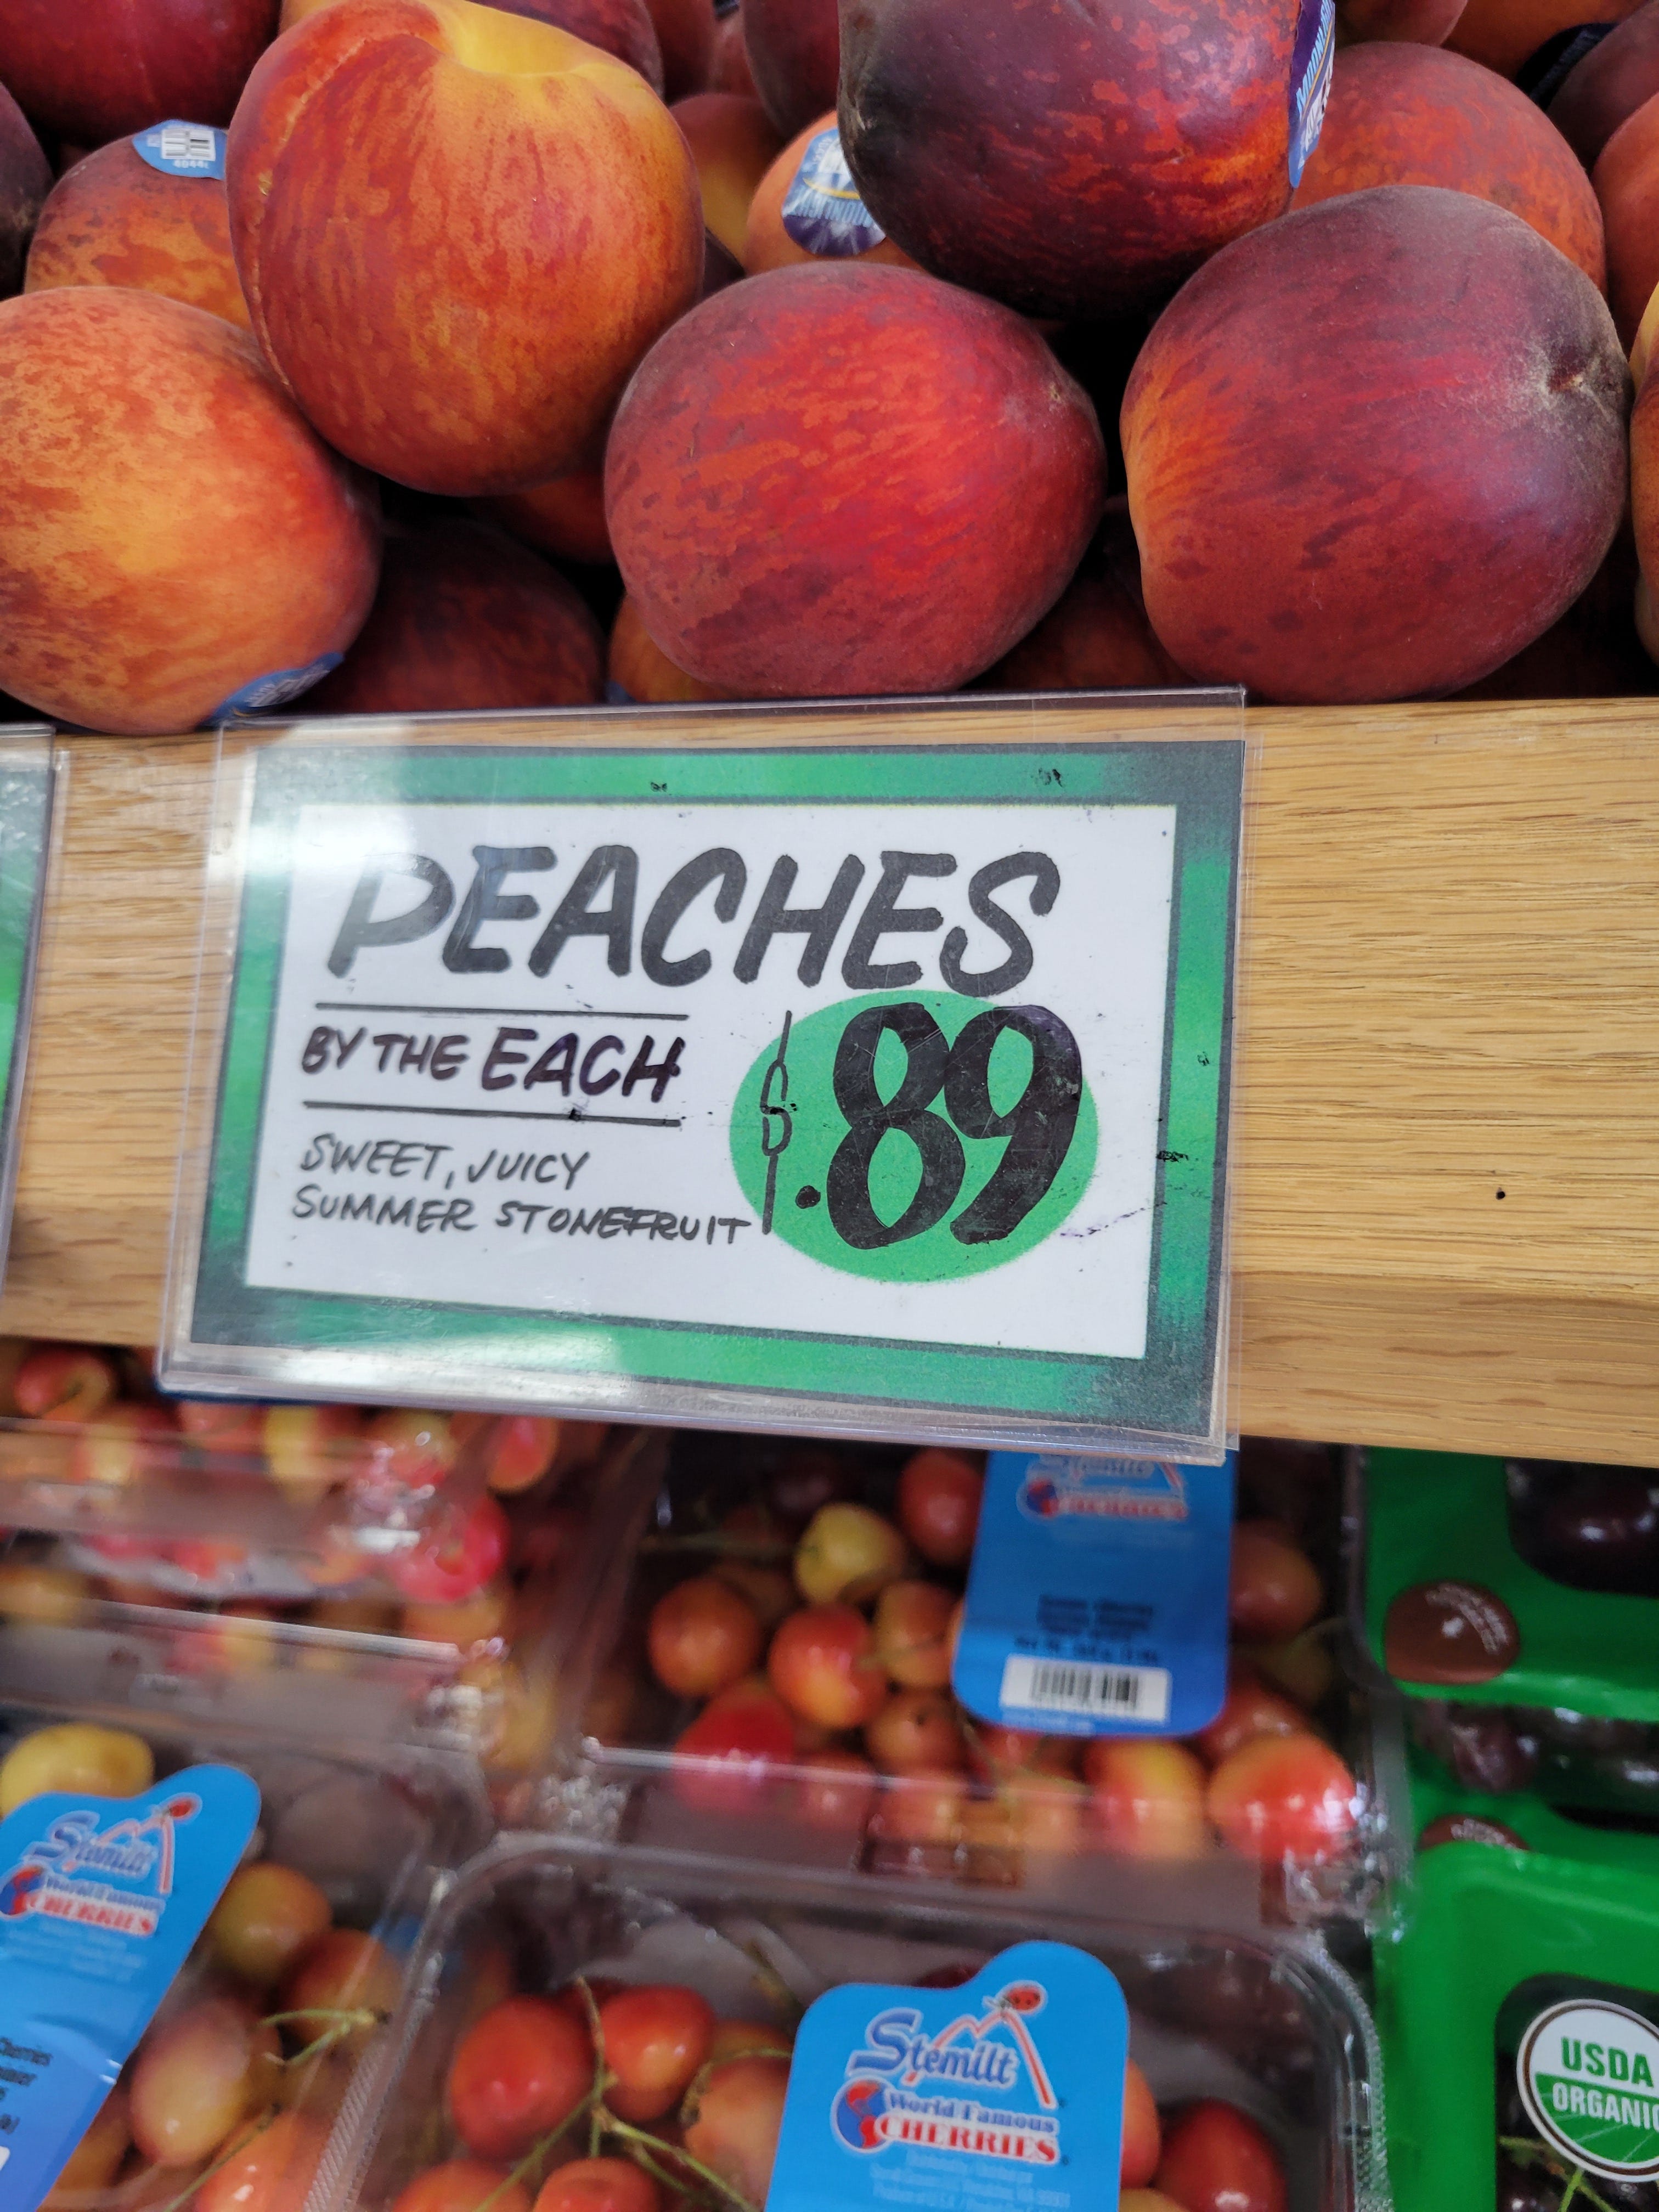 PEACHES
BY THE EACH
SWEET, JUICY
SUMMER STONEFRUIT
$.89
Stemilt
World Famous
CHERRIES
Stemilt
World Famous
CHERRIES
USDA
ORGANIC